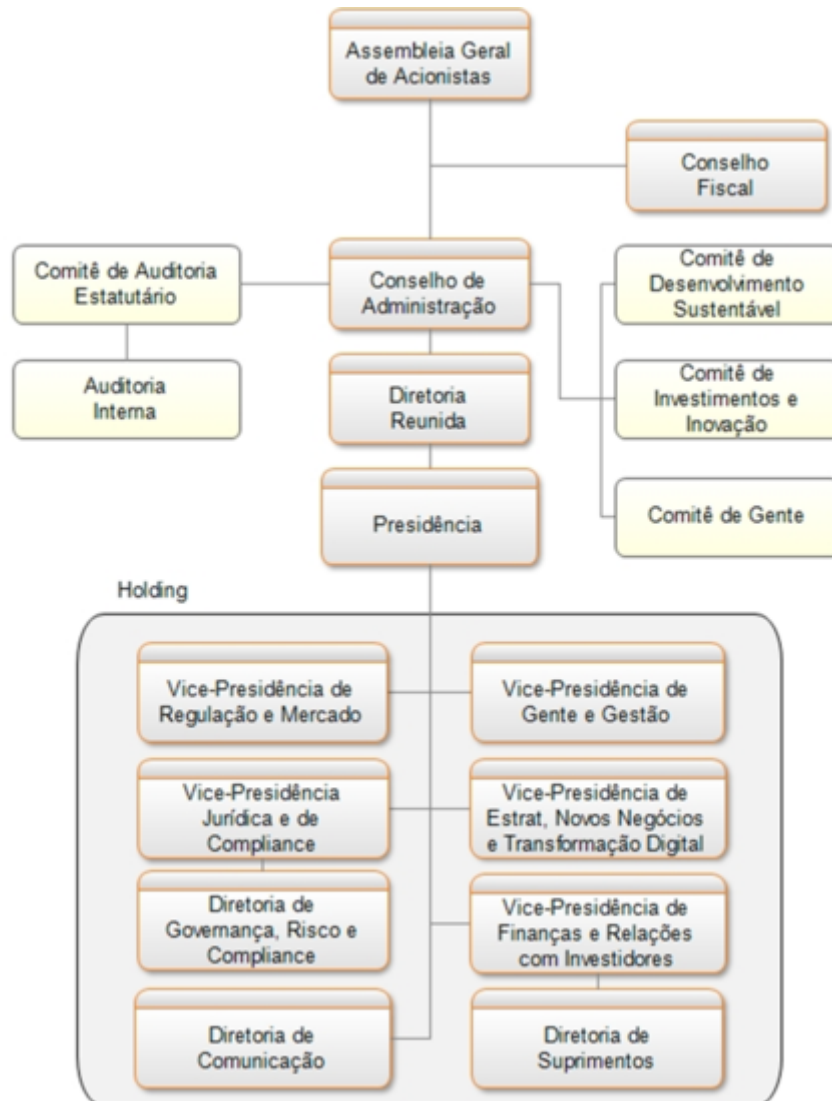 Assembleia Geral
de Acionistas
Conselho
Fiscal
Comitê de Auditoria
Estatutário
Conselho de
Administração
Comitê de
Desenvolvimento
Sustentável
Auditoria
Interna
Diretoria
Reunida
Comitê de
Investimentos e
Inovação
Presidência
Comitê de Gente
Holding
Vice-Presidência de
Regulação e Mercado
Vice-Presidência de
Gente e Gestão
Vice-Presidência
Jurídica e de
Compliance
Vice-Presidência de
Estrat, Novos Negócios
e Transformação Digital
Diretoria de
Governança, Risco e
Compliance
Vice-Presidência de
Finanças e Relações
com Investidores
Diretoria de
Comunicação
Diretoria de
Suprimentos